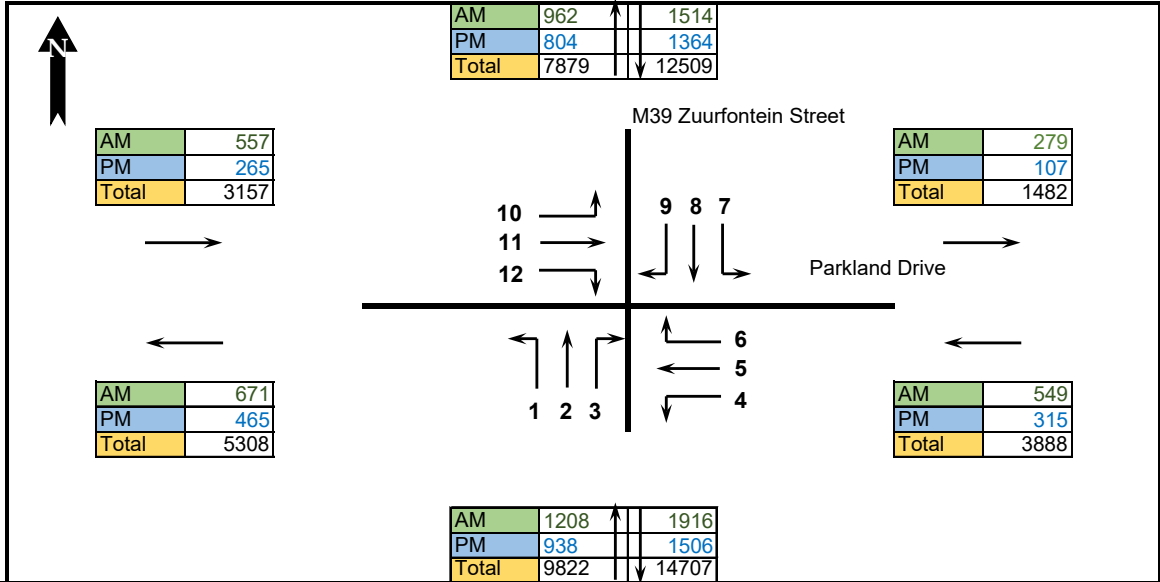 AM 962 1514
PM 804 1364
Total 7879 12509
N
M39 Zuurfontein Street
AM 557
PM 265
Total 3157
AM 279
PM 107
Total 1482
10
11
12
9 8 7
Parkland Drive
6
5
4
1 2 3
AM 671
PM 465
Total 5308
AM 549
PM 315
Total 3888
AM 1208 1916
PM 938 1506
Total 9822 14707